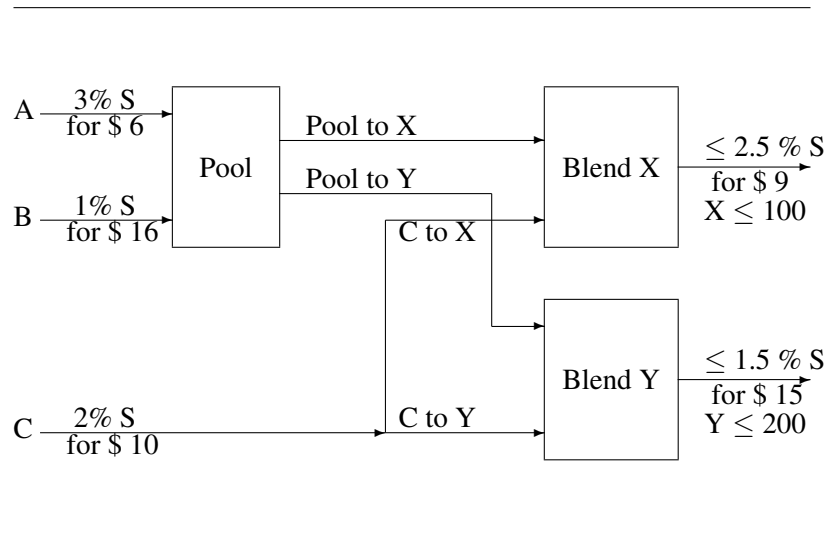 A
3% S
for $ 6
B
1% S
for $ 16
Pool
Pool to X
Pool to Y
C to X
Blend X
≤ 2.5 % S
for $ 9
X ≤ 100
C
2% S
for $ 10
C to Y
Blend Y
≤ 1.5 % S
for $ 15
Y ≤ 200